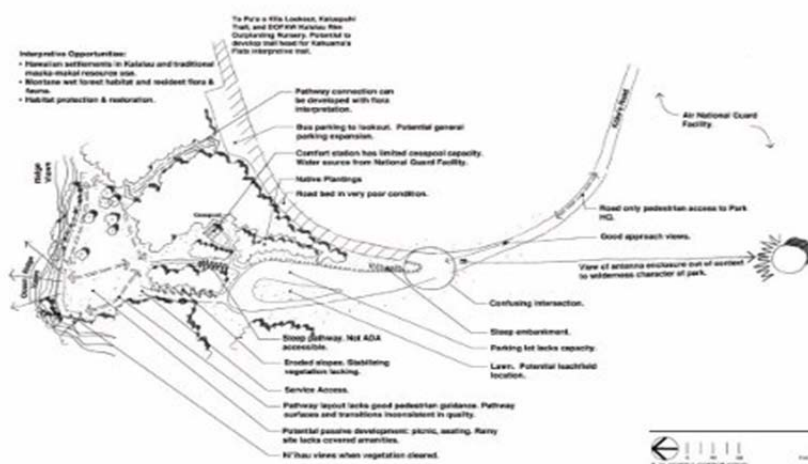 To Pu'u o Kila Lookout, Kalaupuhi
Trail, and DOFAW Kalalau Rim
Outplanting Nursery. Potential to
develop trail head for Kahuama'a
Flats interpretive trail.
Interpretive Opportunities:
• Hawaiian settlements in Kalalau and traditional
mauka-makai resource use.
• Montane wet forest habitat and resident flora &
fauna.
• Habitat protection & restoration.
Pathway connection can
be developed with flora
interpretation.
Bus parking to lookout. Potential general
parking expansion.
Comfort station has limited cesspool capacity.
Water source from National Guard Facility.
Native Plantings
Road bed in very poor condition.
Air National Guard
Facility.
Ridge
Views
Road only pedestrian access to Park
HQ.
Good approach views.
View of antenna enclosure out of context
to wilderness character of park.
Confusing intersection.
Steep embankment.
Parking lot lacks capacity.
Lawn. Potential leachfield
location.
Steep pathway. Not ADA
accessible.
Eroded slopes. Stabilizing
vegetation lacking.
Service Access.
Pathway layout lacks good pedestrian guidance. Pathway
surfaces and transitions inconsistent in quality.
Potential passive development: picnic, seating. Rainy
site lacks covered amenities.
Ni'ihau views when vegetation cleared.